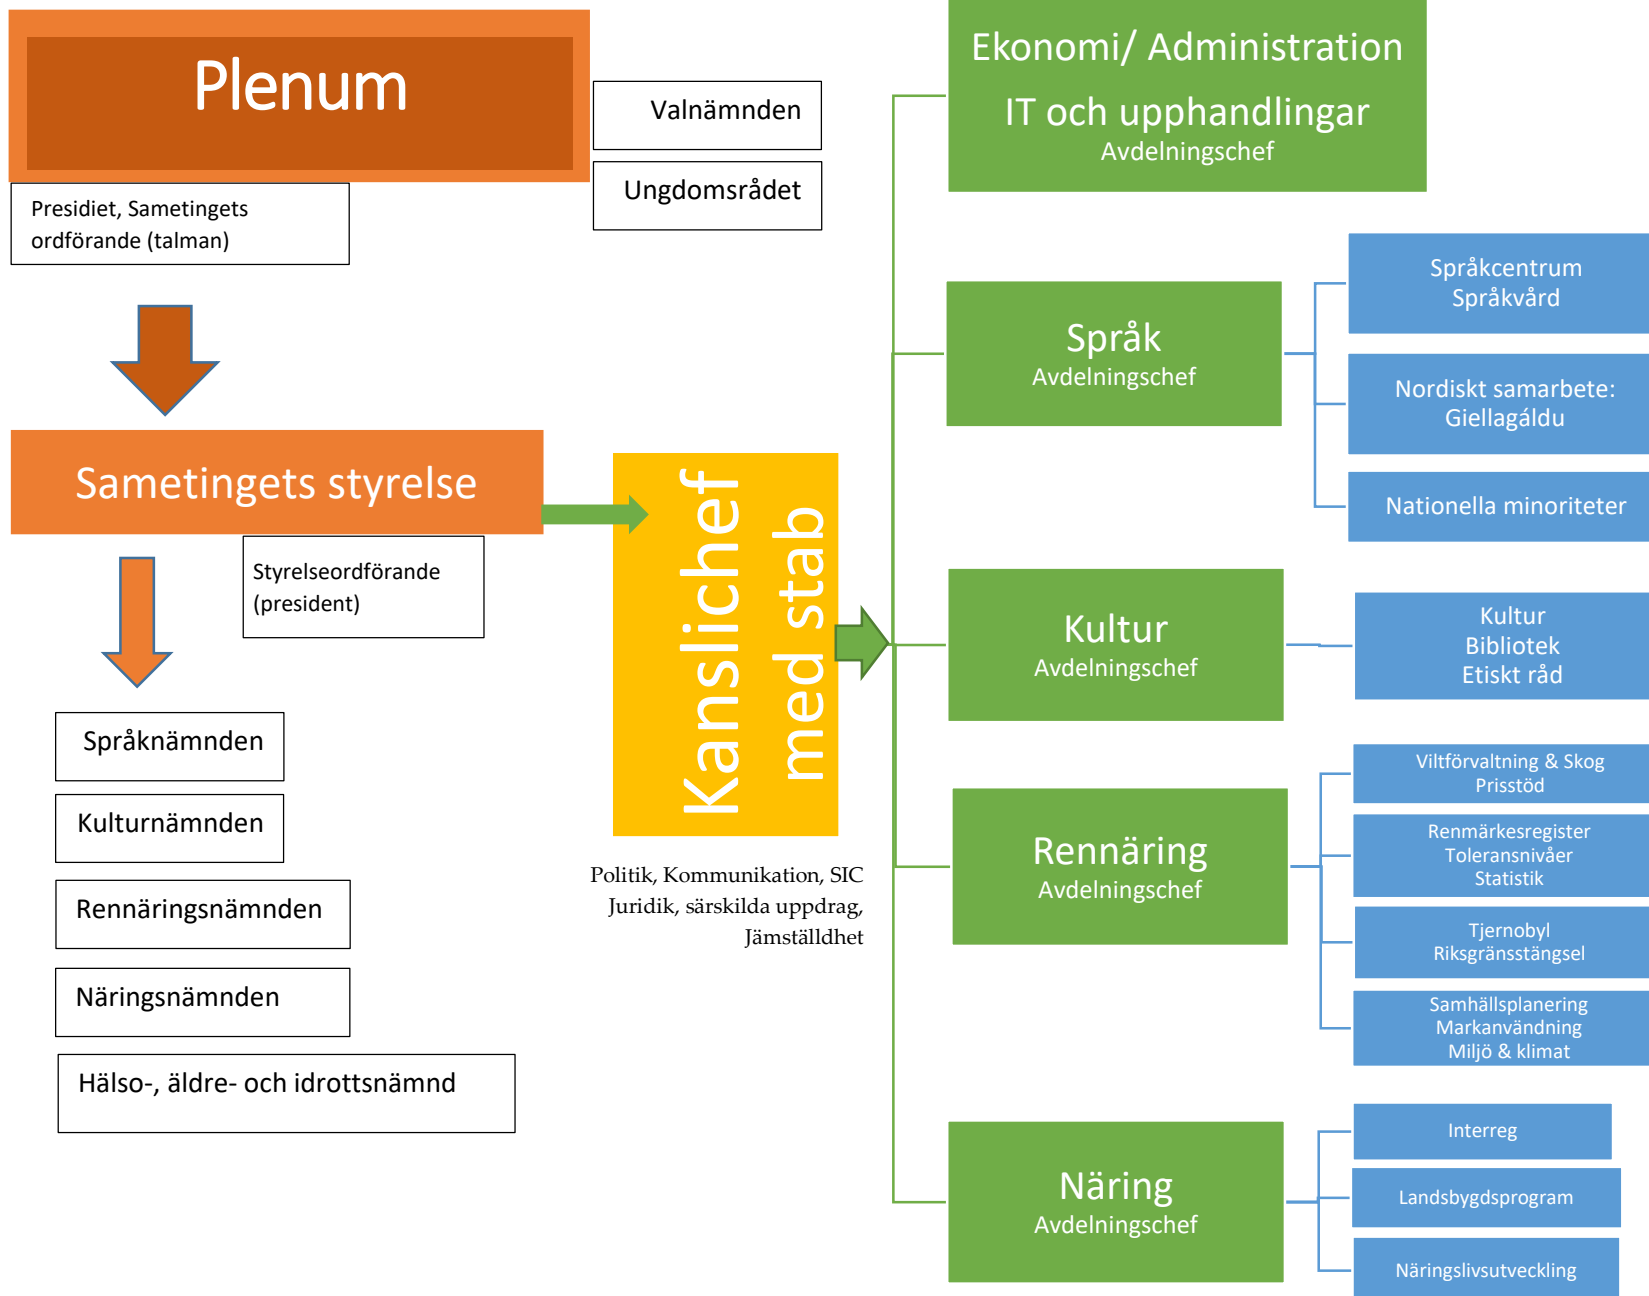 Plenum
Valnämnden
Ungdomsrådet
Presidiet, Sametingets
ordförande (talman)
Sametingets styrelse
Styrelseordförande
(president)
Språknämnden
Kulturnämnden
Rennäringsnämnden
Näringsnämnden
Hälso-, äldre- och idrottsnämnd
Kanslichef
med stab
Politik, Kommunikation, SIC
Juridik, särskilda uppdrag,
Jämställdhet
Ekonomi/ Administration
IT och upphandlingar
Avdelningschef
Språk
Avdelningschef
Språkcentrum
Språkvård
Nordiskt samarbete:
Giellagáldu
Nationella minoriteter
Kultur
Avdelningschef
Kultur
Bibliotek
Etiskt råd
Rennäring
Avdelningschef
Viltförvaltning & Skog
Prisstöd
Renmärkesregister
Toleransnivåer
Statistik
Tjernobyl
Riksgränsstängsel
Samhällsplanering
Markanvändning
Miljö & klimat
Näring
Avdelningschef
Interreg
Landsbygdsprogram
Näringslivsutveckling